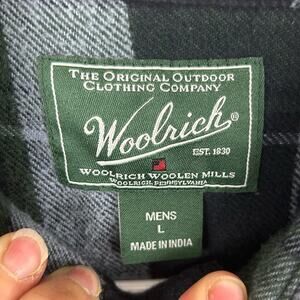 THE ORIGINAL OUTDOOR
CLOTHING COMPANY
Woolrich®
EST. 1830
WOOLRICH WOOLEN MILLS
WOOLRICH, PENNSYLVANIA
MENS
L
MADE IN INDIA